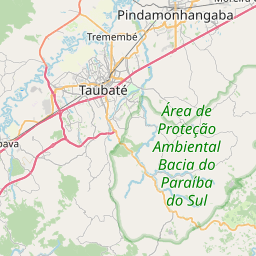 Pindamonhangaba
Tremembé
Taubaté
Área de
Proteção
Ambiental
Bacia do
Paraíba
do Sul